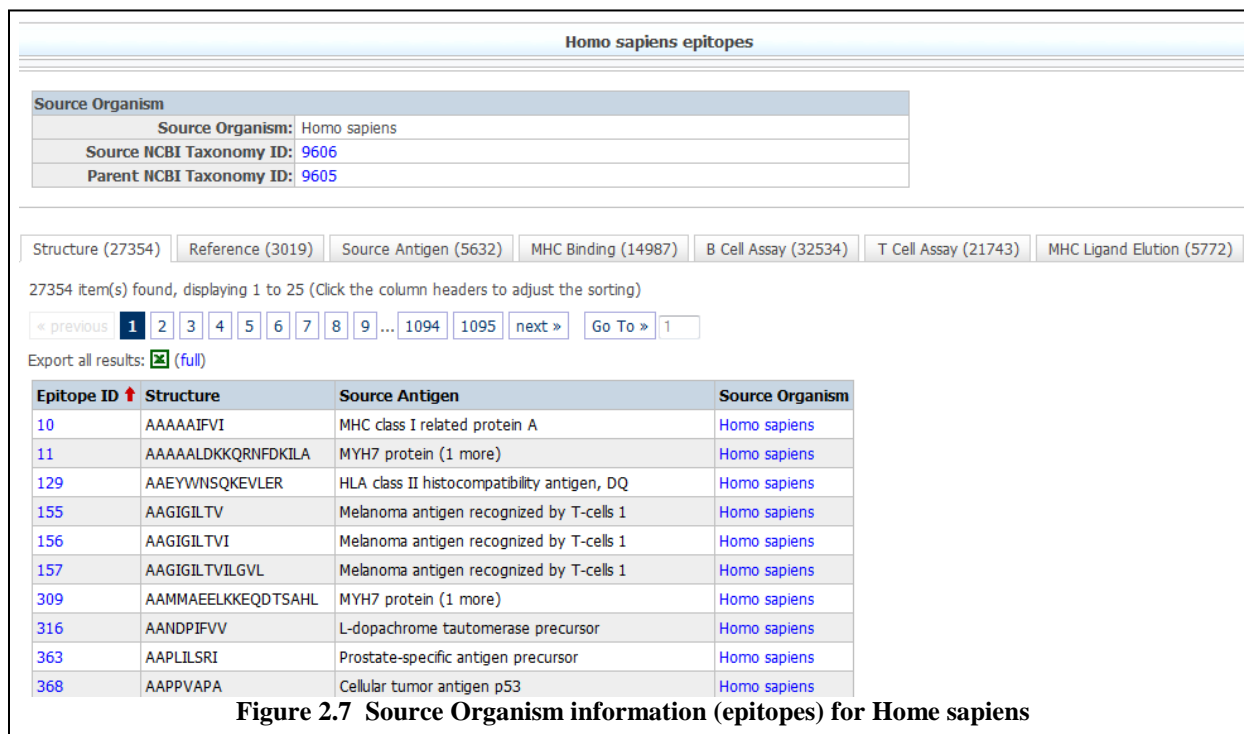 Homo sapiens epitopes
Source Organism
Source Organism: Homo sapiens
Source NCBI Taxonomy ID: 9606
Parent NCBI Taxonomy ID: 9605
Structure (27354) Reference (3019) Source Antigen (5632) MHC Binding (14987) B Cell Assay (32534) T Cell Assay (21743) MHC Ligand Elution (5772)
27354 item(s) found, displaying 1 to 25 (Click the column headers to adjust the sorting)
« previous 1 2 3 4 5 6 7 8 9 ... 1094 1095 next » Go To » 1
Export all results: (full)
Epitope ID Structure Source Antigen Source Organism
10 AAAAAIFVI MHC class I related protein A Homo sapiens
11 AAAAALDKKQRNFDKILA MYH7 protein (1 more) Homo sapiens
129 AAEYWNSQKEVLER HLA class II histocompatibility antigen, DQ Homo sapiens
155 AAGIGILTV Melanoma antigen recognized by T-cells 1 Homo sapiens
156 AAGIGILTVI Melanoma antigen recognized by T-cells 1 Homo sapiens
157 AAGIGILTVILGVL Melanoma antigen recognized by T-cells 1 Homo sapiens
309 AAMMAEELKKEQDTSAHL MYH7 protein (1 more) Homo sapiens
316 AANDPIFVV L-dopachrome tautomerase precursor Homo sapiens
363 AAPLILSRI Prostate-specific antigen precursor Homo sapiens
368 AAPPVAPA Cellular tumor antigen p53 Homo sapiens
Figure 2.7 Source Organism information (epitopes) for Home sapiens